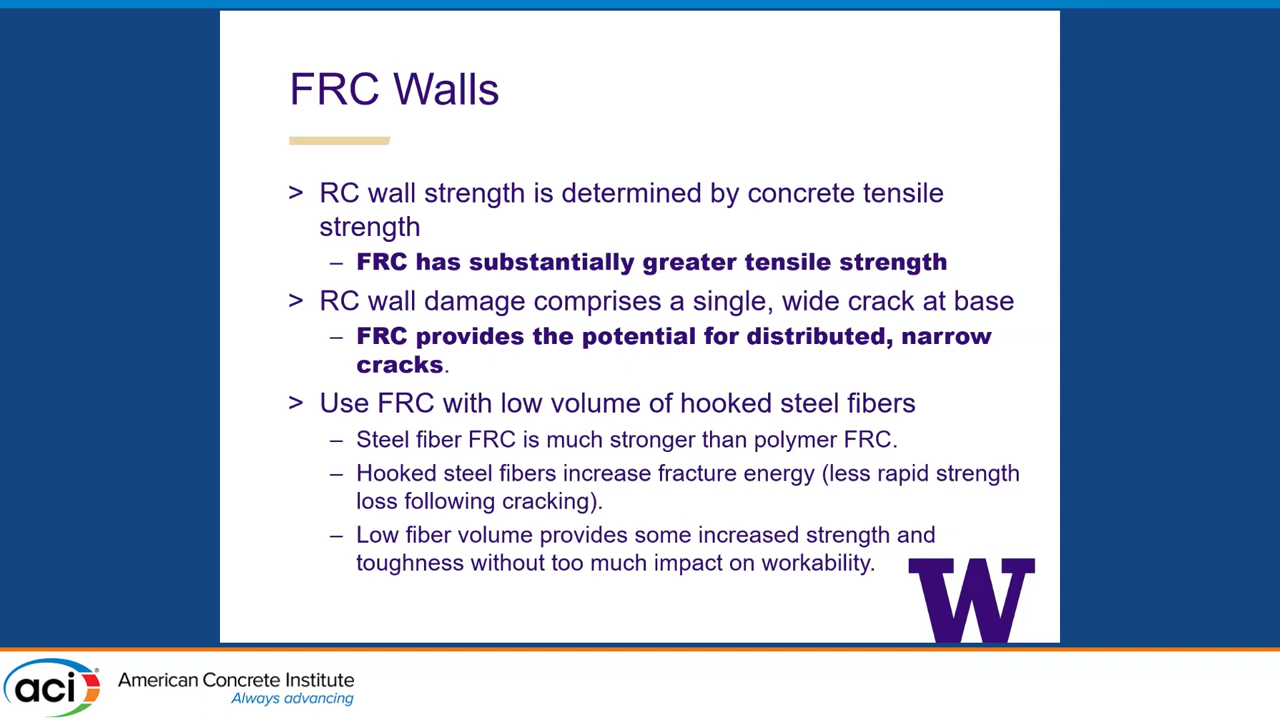 FRC Walls
> RC wall strength is determined by concrete tensile
strength
– FRC has substantially greater tensile strength
> RC wall damage comprises a single, wide crack at base
– FRC provides the potential for distributed, narrow
cracks.
> Use FRC with low volume of hooked steel fibers
– Steel fiber FRC is much stronger than polymer FRC.
– Hooked steel fibers increase fracture energy (less rapid strength
loss following cracking).
– Low fiber volume provides some increased strength and
toughness without too much impact on workability.
W
aci®
American Concrete Institute
Always advancing